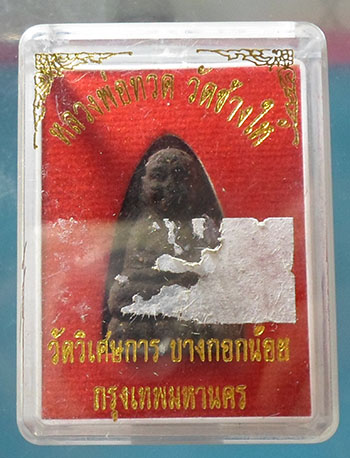 หลวงพ่อทวด วัดช้างให้
วัดวิเศษการ บางกอกน้อย
กรุงเทพมหานคร